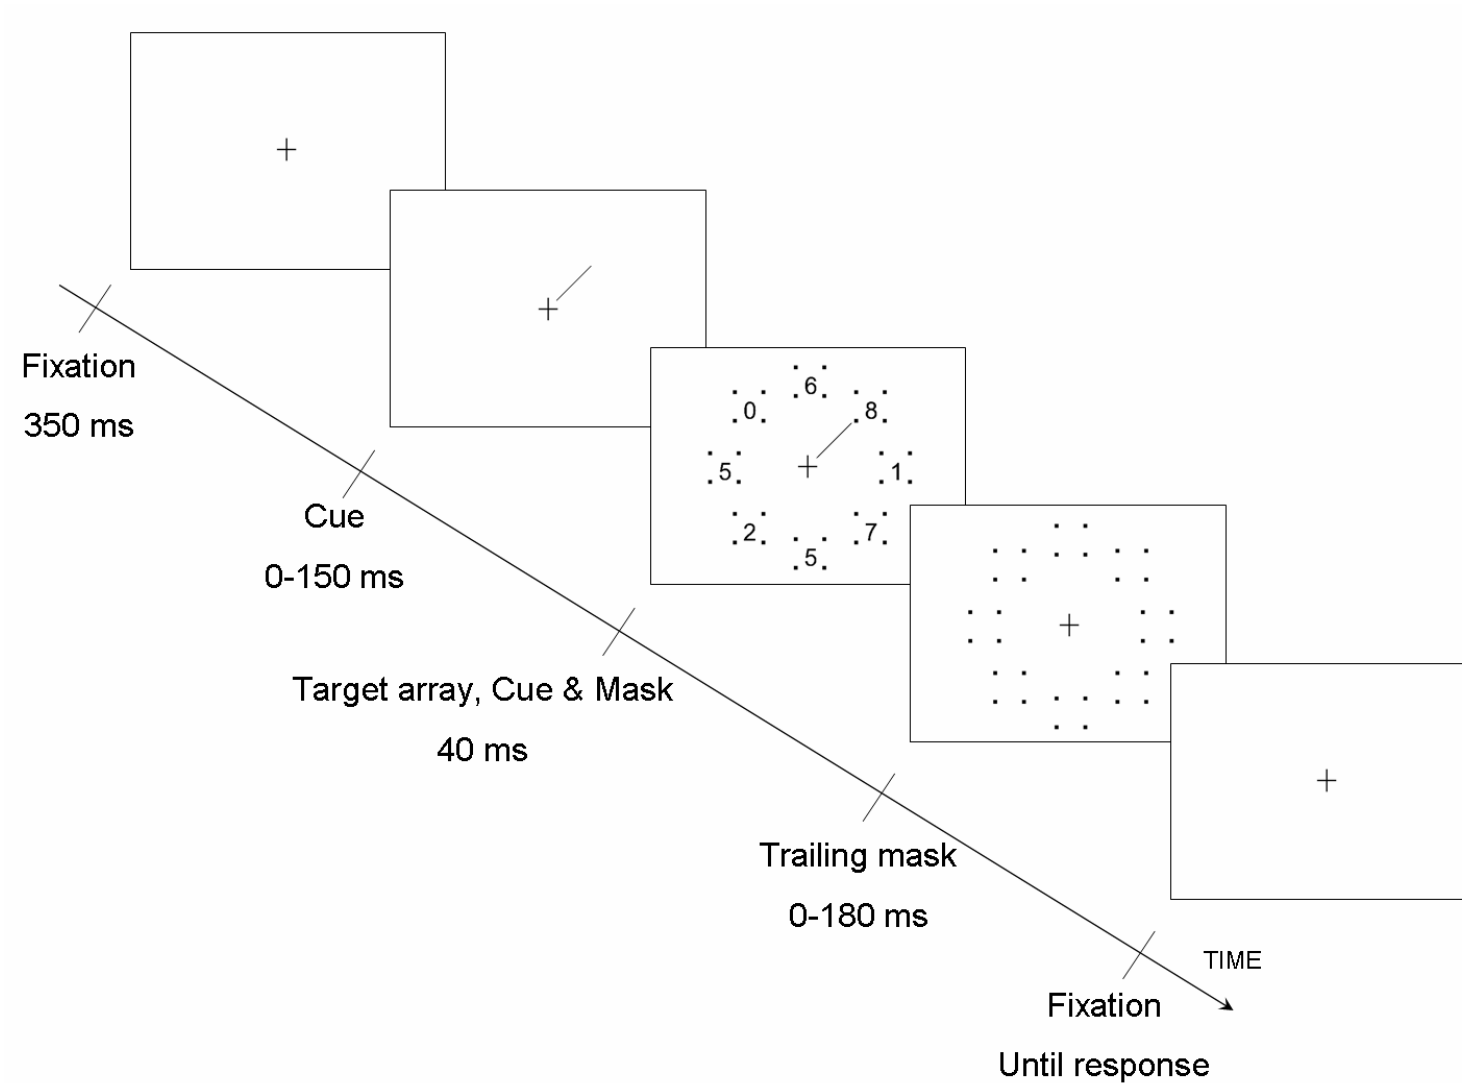 6
0 8
5 1
2 7
5
Fixation
350 ms
Cue
0-150 ms
Target array, Cue & Mask
40 ms
Trailing mask
0-180 ms
TIME
Fixation
Until response